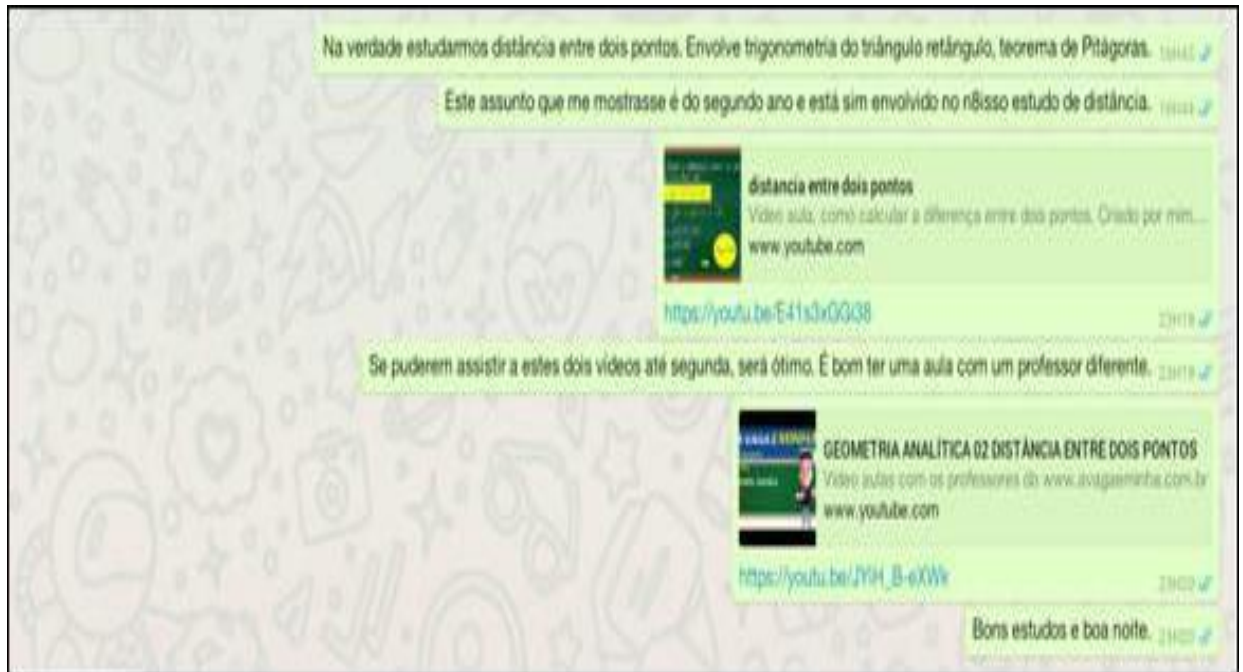 Na verdade estudarmos distância entre dois pontos. Envolve trigonometria do triângulo retângulo, teorema de Pitágoras.
Este assunto que me mostrasse é do segundo ano e está sim envolvido no n8isso estudo de distância.
distancia entre dois pontos
Vídeo aula, como calcular a diferença entre dois pontos. Criado por mim....
www.youtube.com
https://youtu.be/
23H18
Se puderem assistir a estes dois vídeos até segunda, será ótimo. É bom ter uma aula com um professor diferente.
23H19
GEOMETRIA ANALÍTICA 02 DISTÂNCIA ENTRE DOIS PONTOS
Vídeo aulas com os professores do www.avagaeminha.com.br
www.youtube.com
https://youtu.be/JYlH_B-eXWk
Bons estudos e boa noite.